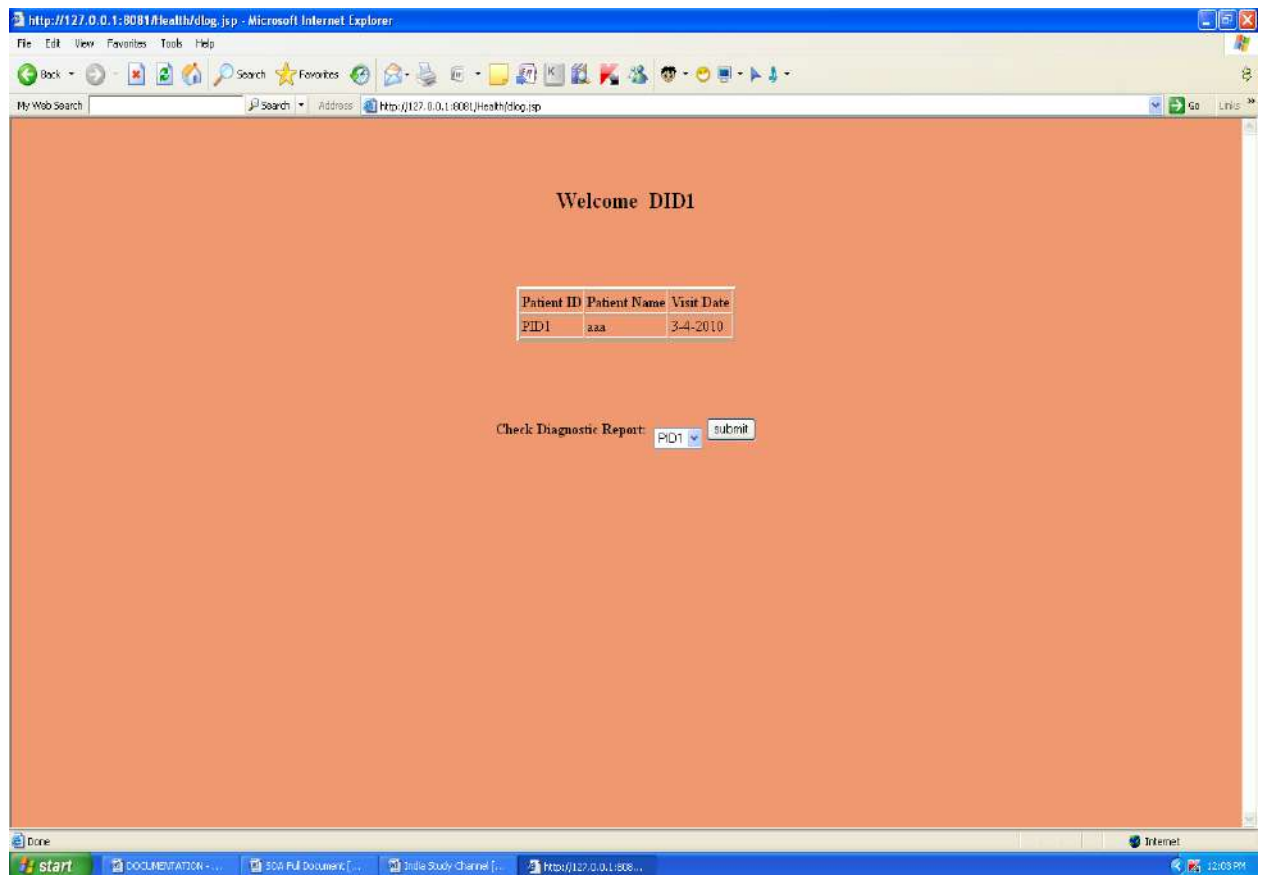 http://127.0.0.1:8081/Health/dlog.jsp - Microsoft Internet Explorer
File Edit View Favorites Tools Help
Back Search Favorites
My Web Search Search Address http://127.0.0.1:8081/Health/dlog.jsp Go Links »
Welcome DID1
Patient ID Patient Name Visit Date
PID1 aaa 3-4-2010
Check Diagnostic Report: PID1 submit
Done Internet
start DOCUMENTATION - ... SOA Full Document [... India Study Channel [... http://127.0.0.1:808... 12:03 PM